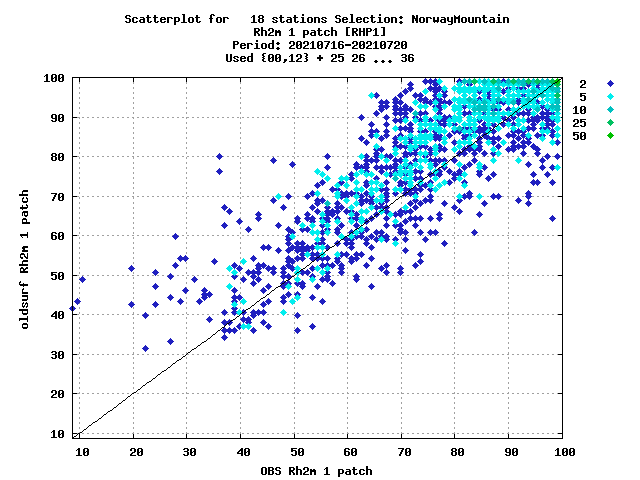 Scatterplot for   18 stations Selection: NorwayMountain
Rh2m 1 patch [RHP1]
Period: 20210716-20210720
Used {00,12} + 25 26 ... 36
2
5
10
25
50
100
90
80
70
60
50
40
30
20
10
oldsurf Rh2m 1 patch
10 20 30 40 50 60 70 80 90 100
OBS Rh2m 1 patch